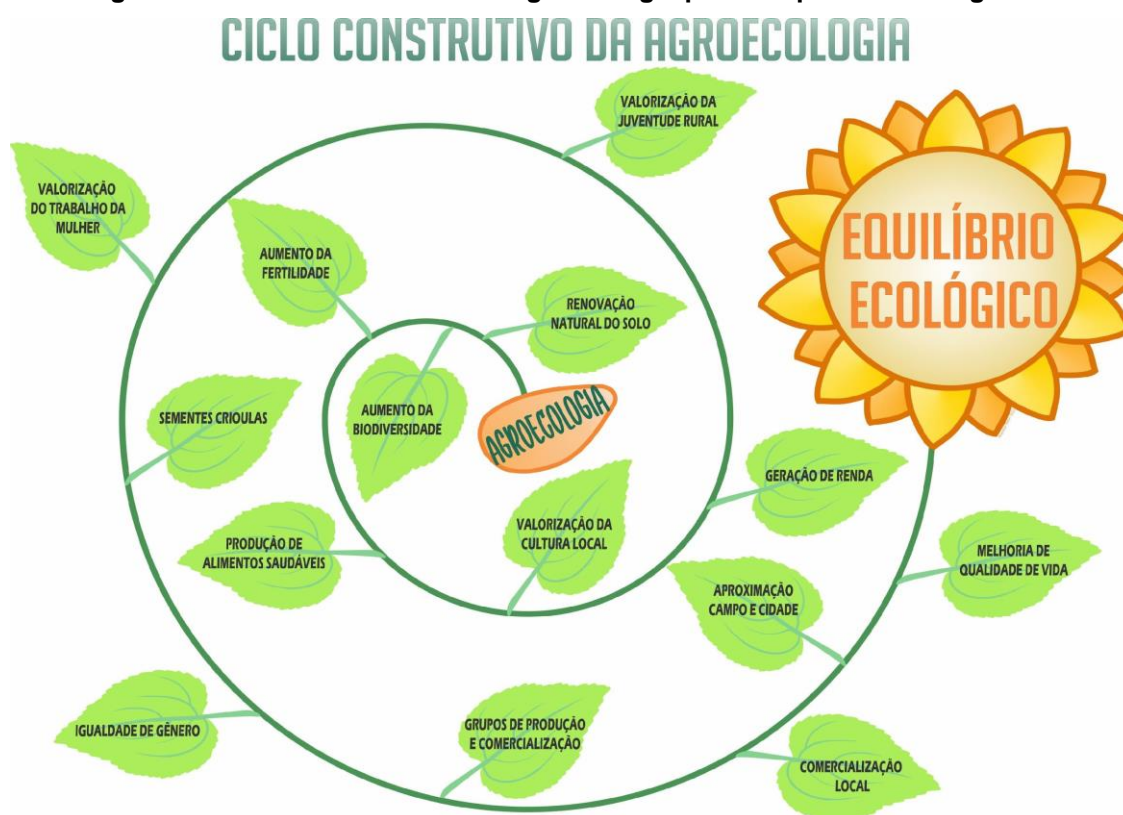 CICLO CONSTRUTIVO DA AGROECOLOGIA
VALORIZAÇÃO DA
JUVENTUDE RURAL
VALORIZAÇÃO
DO TRABALHO DA
MULHER
AUMENTO DA
FERTILIDADE
EQUILÍBRIO
ECOLÓGICO
RENOVAÇÃO
NATURAL DO SOLO
SEMENTES CRIOULAS
AUMENTO DA
BIODIVERSIDADE
AGROECOLOGIA
GERAÇÃO DE RENDA
PRODUÇÃO DE
ALIMENTOS SAUDÁVEIS
VALORIZAÇÃO DA
CULTURA LOCAL
MELHORIA DE
QUALIDADE DE VIDA
APROXIMAÇÃO
CAMPO E CIDADE
IGUALDADE DE GÊNERO
GRUPOS DE PRODUÇÃO
E COMERCIALIZAÇÃO
COMERCIALIZAÇÃO
LOCAL